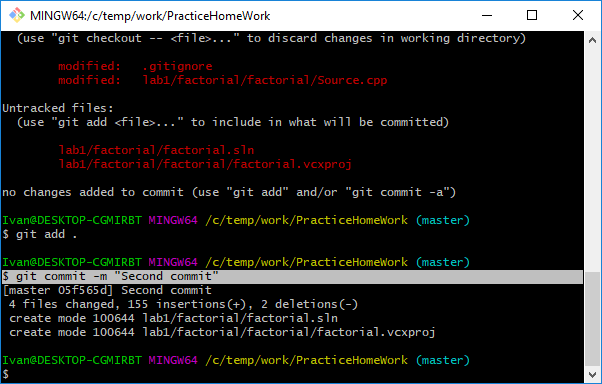 MINGW64:/c/temp/work/PracticeHomeWork
(use "git checkout -- <file>..." to discard changes in working directory)
modified:   .gitignore
modified:   lab1/factorial/factorial/Source.cpp
Untracked files:
(use "git add <file>..." to include in what will be committed)
lab1/factorial/factorial.sln
lab1/factorial/factorial/factorial.vcxproj
no changes added to commit (use "git add" and/or "git commit -a")
Ivan@DESKTOP-CGMIRBT MINGW64 /c/temp/work/PracticeHomeWork (master)
$ git add .
Ivan@DESKTOP-CGMIRBT MINGW64 /c/temp/work/PracticeHomeWork (master)
$ git commit -m "Second commit"
[master 05f565d] Second commit
4 files changed, 155 insertions(+), 2 deletions(-)
create mode 100644 lab1/factorial/factorial.sln
create mode 100644 lab1/factorial/factorial/factorial.vcxproj
Ivan@DESKTOP-CGMIRBT MINGW64 /c/temp/work/PracticeHomeWork (master)
$